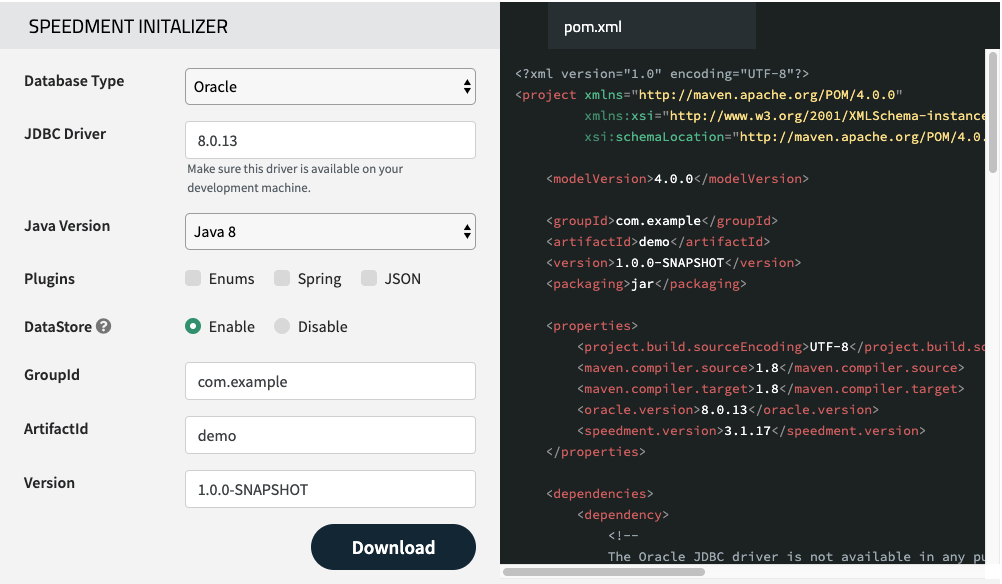 SPEEDMENT INITALIZER
Database Type
Oracle
JDBC Driver
8.0.13
Make sure this driver is available on your
development machine.
Java Version
Java 8
Plugins
Enums
Spring
JSON
DataStore ?
Enable
Disable
GroupId
com.example
ArtifactId
demo
Version
1.0.0-SNAPSHOT
Download
pom.xml
<?xml version="1.0" encoding="UTF-8"?>
<project xmlns="http://maven.apache.org/POM/4.0.0"
xmlns:xsi="http://www.w3.org/2001/XMLSchema-instance
xsi:schemaLocation="http://maven.apache.org/POM/4.0.
<modelVersion>4.0.0</modelVersion>
<groupId>com.example</groupId>
<artifactId>demo</artifactId>
<version>1.0.0-SNAPSHOT</version>
<packaging>jar</packaging>
<properties>
<project.build.sourceEncoding>UTF-8</project.build.so
<maven.compiler.source>1.8</maven.compiler.source>
<maven.compiler.target>1.8</maven.compiler.target>
<oracle.version>8.0.13</oracle.version>
<speedment.version>3.1.17</speedment.version>
</properties>
<dependencies>
<dependency>
<!--
The Oracle JDBC driver is not available in any pu